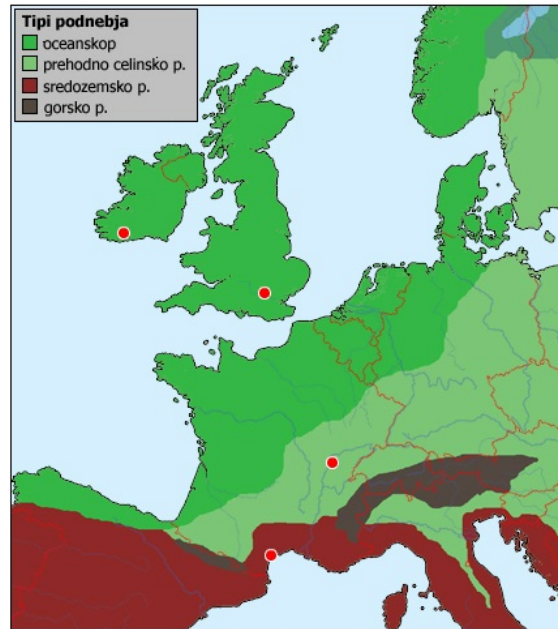 Tipi podnebja
oceanskop
prehodno celinsko p.
sredozemsko p.
gorsko p.